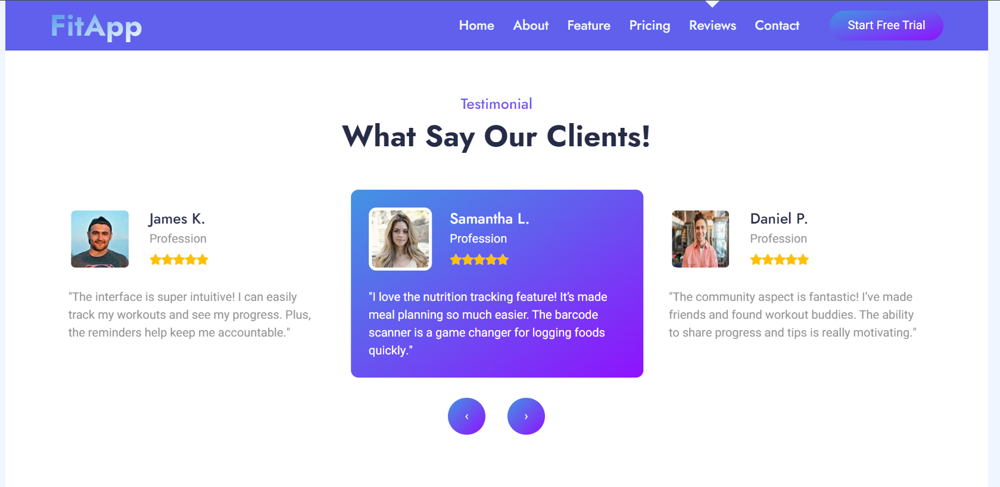 FitApp
Home About Feature Pricing Reviews Contact Start Free Trial
Testimonial
What Say Our Clients!
James K.
Profession
"The interface is super intuitive! I can easily
track my workouts and see my progress. Plus,
the reminders help keep me accountable."
Samantha L.
Profession
"I love the nutrition tracking feature! It’s made
meal planning so much easier. The barcode
scanner is a game changer for logging foods
quickly."
Daniel P.
Profession
"The community aspect is fantastic! I’ve made
friends and found workout buddies. The ability
to share progress and tips is really motivating."
‹ ›